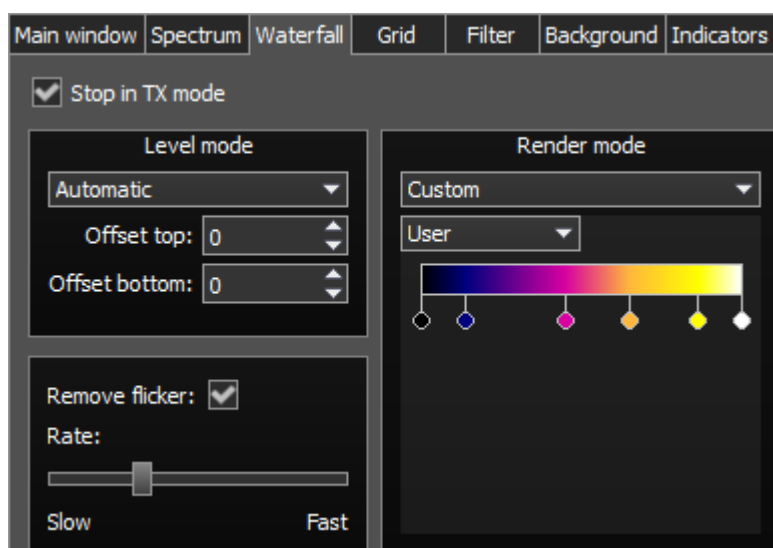 Main window Spectrum Waterfall Grid Filter Background Indicators
Stop in TX mode
Level mode
Automatic
Offset top: 0
Offset bottom: 0
Remove flicker:
Rate:
Slow Fast
Render mode
Custom
User